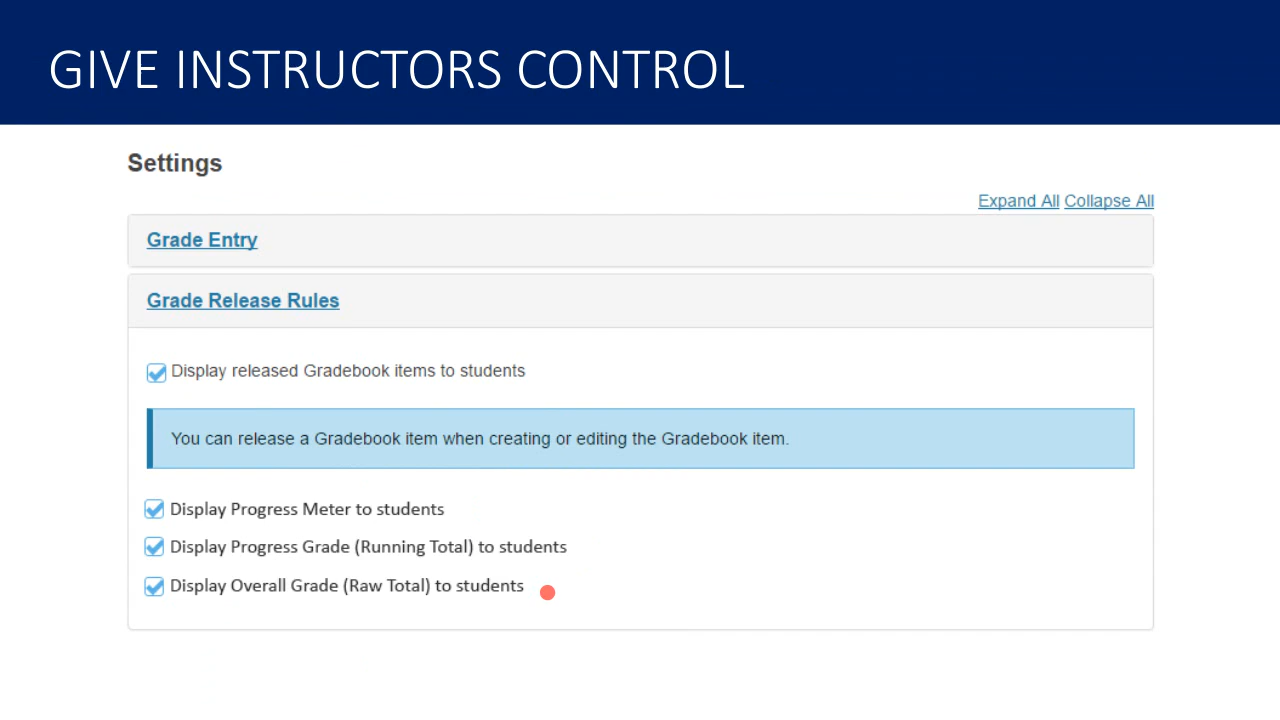 GIVE INSTRUCTORS CONTROL
Settings
Expand All Collapse All
Grade Entry
Grade Release Rules
Display released Gradebook items to students
You can release a Gradebook item when creating or editing the Gradebook item.
Display Progress Meter to students
Display Progress Grade (Running Total) to students
Display Overall Grade (Raw Total) to students